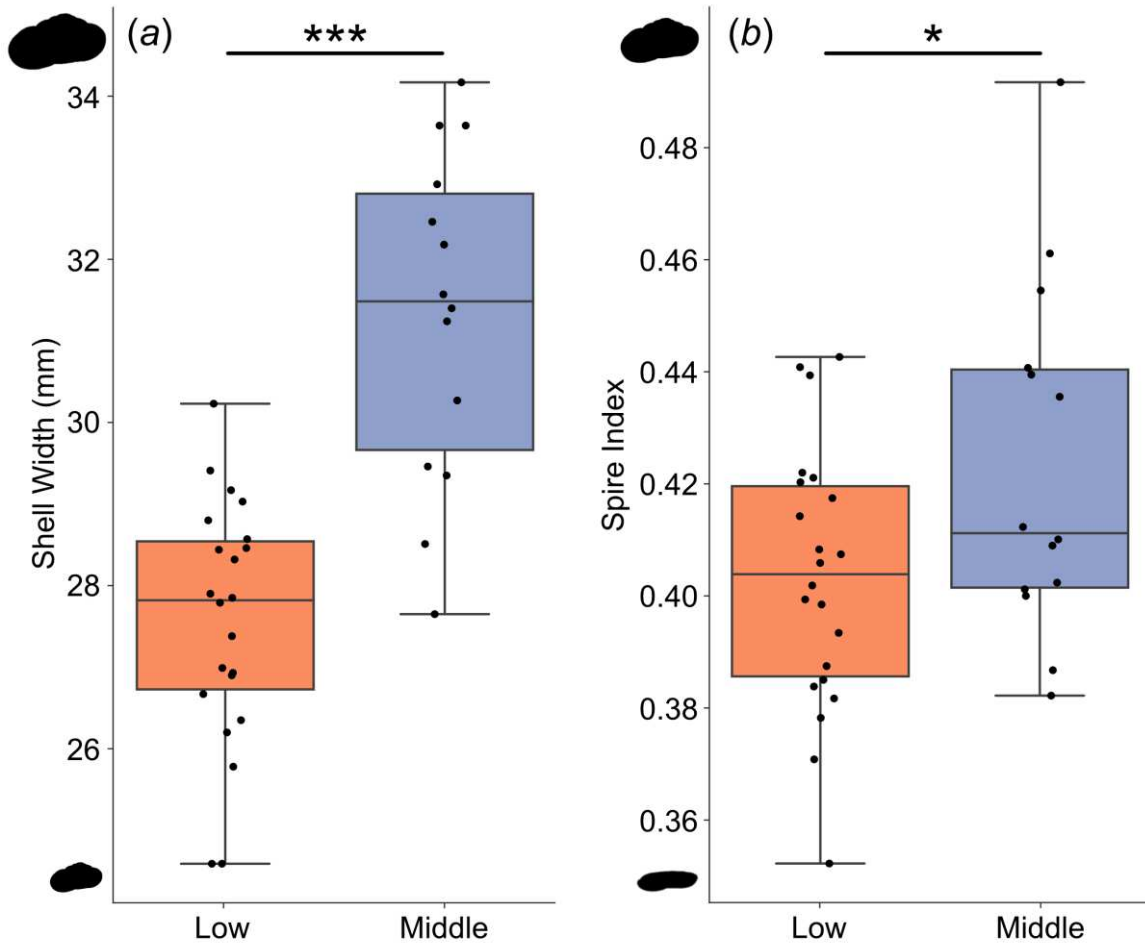 (a)
***
Shell Width (mm)
34
32
30
28
26
Low
Middle
(b)
*
Spire Index
0.48
0.46
0.44
0.42
0.40
0.38
0.36
Low
Middle